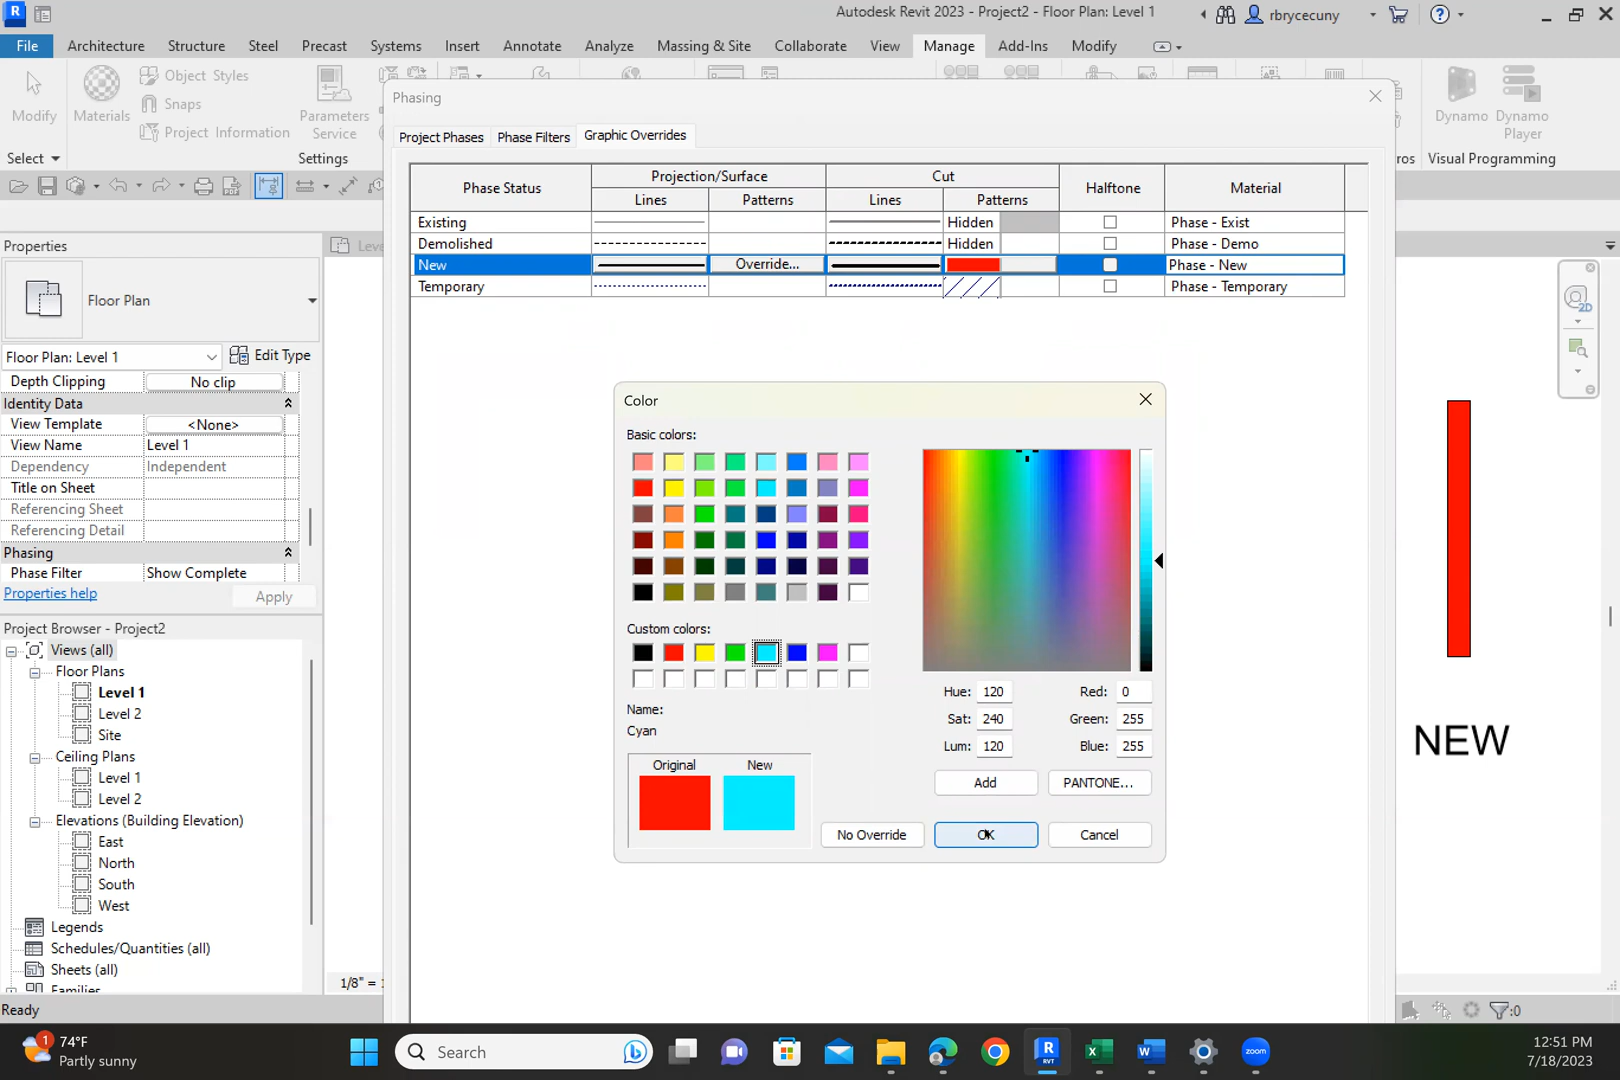 Autodesk Revit 2023 - Project2 - Floor Plan: Level 1
rbrycecuny
File Architecture Structure Steel Precast Systems Insert Annotate Analyze Massing & Site Collaborate View Manage Add-Ins Modify
Modify
Materials
Object Styles
Snaps
Project Information
Parameters
Service
Dynamo
Dynamo
Player
Select
Settings
Visual Programming
Phasing
Project Phases Phase Filters Graphic Overrides
Phase Status
Projection/Surface
Cut
Halftone
Material
Lines Patterns Lines Patterns
Existing Hidden Phase - Exist
Demolished Hidden Phase - Demo
New Override... Phase - New
Temporary Phase - Temporary
Properties
Floor Plan
Floor Plan: Level 1 Edit Type
Depth Clipping No clip
Identity Data
View Template <None>
View Name Level 1
Dependency Independent
Title on Sheet
Referencing Sheet
Referencing Detail
Phasing
Phase Filter Show Complete
Properties help Apply
Project Browser - Project2
Views (all)
Floor Plans
Level 1
Level 2
Site
Ceiling Plans
Level 1
Level 2
Elevations (Building Elevation)
East
North
South
West
Legends
Schedules/Quantities (all)
Sheets (all)
Families
Color
Basic colors:
Custom colors:
Name:
Cyan
Original New
Hue: 120 Red: 0
Sat: 240 Green: 255
Lum: 120 Blue: 255
Add PANTONE...
No Override OK Cancel
2D
NEW
1/8" =
Ready
:0
1
74°F
Partly sunny
Search
R
RVT
zoom
12:51 PM
7/18/2023